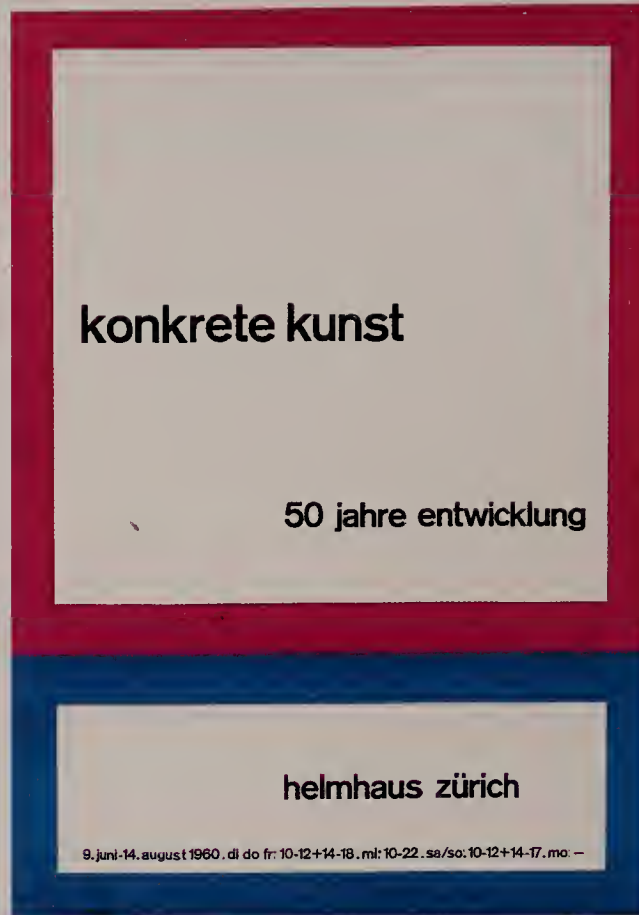 konkrete kunst
50 jahre entwicklung
helmhaus zürich
9.juni-14.august 1960.di do fr: 10-12+14-18.mi: 10-22.sa/so: 10-12+14-17.mo: –